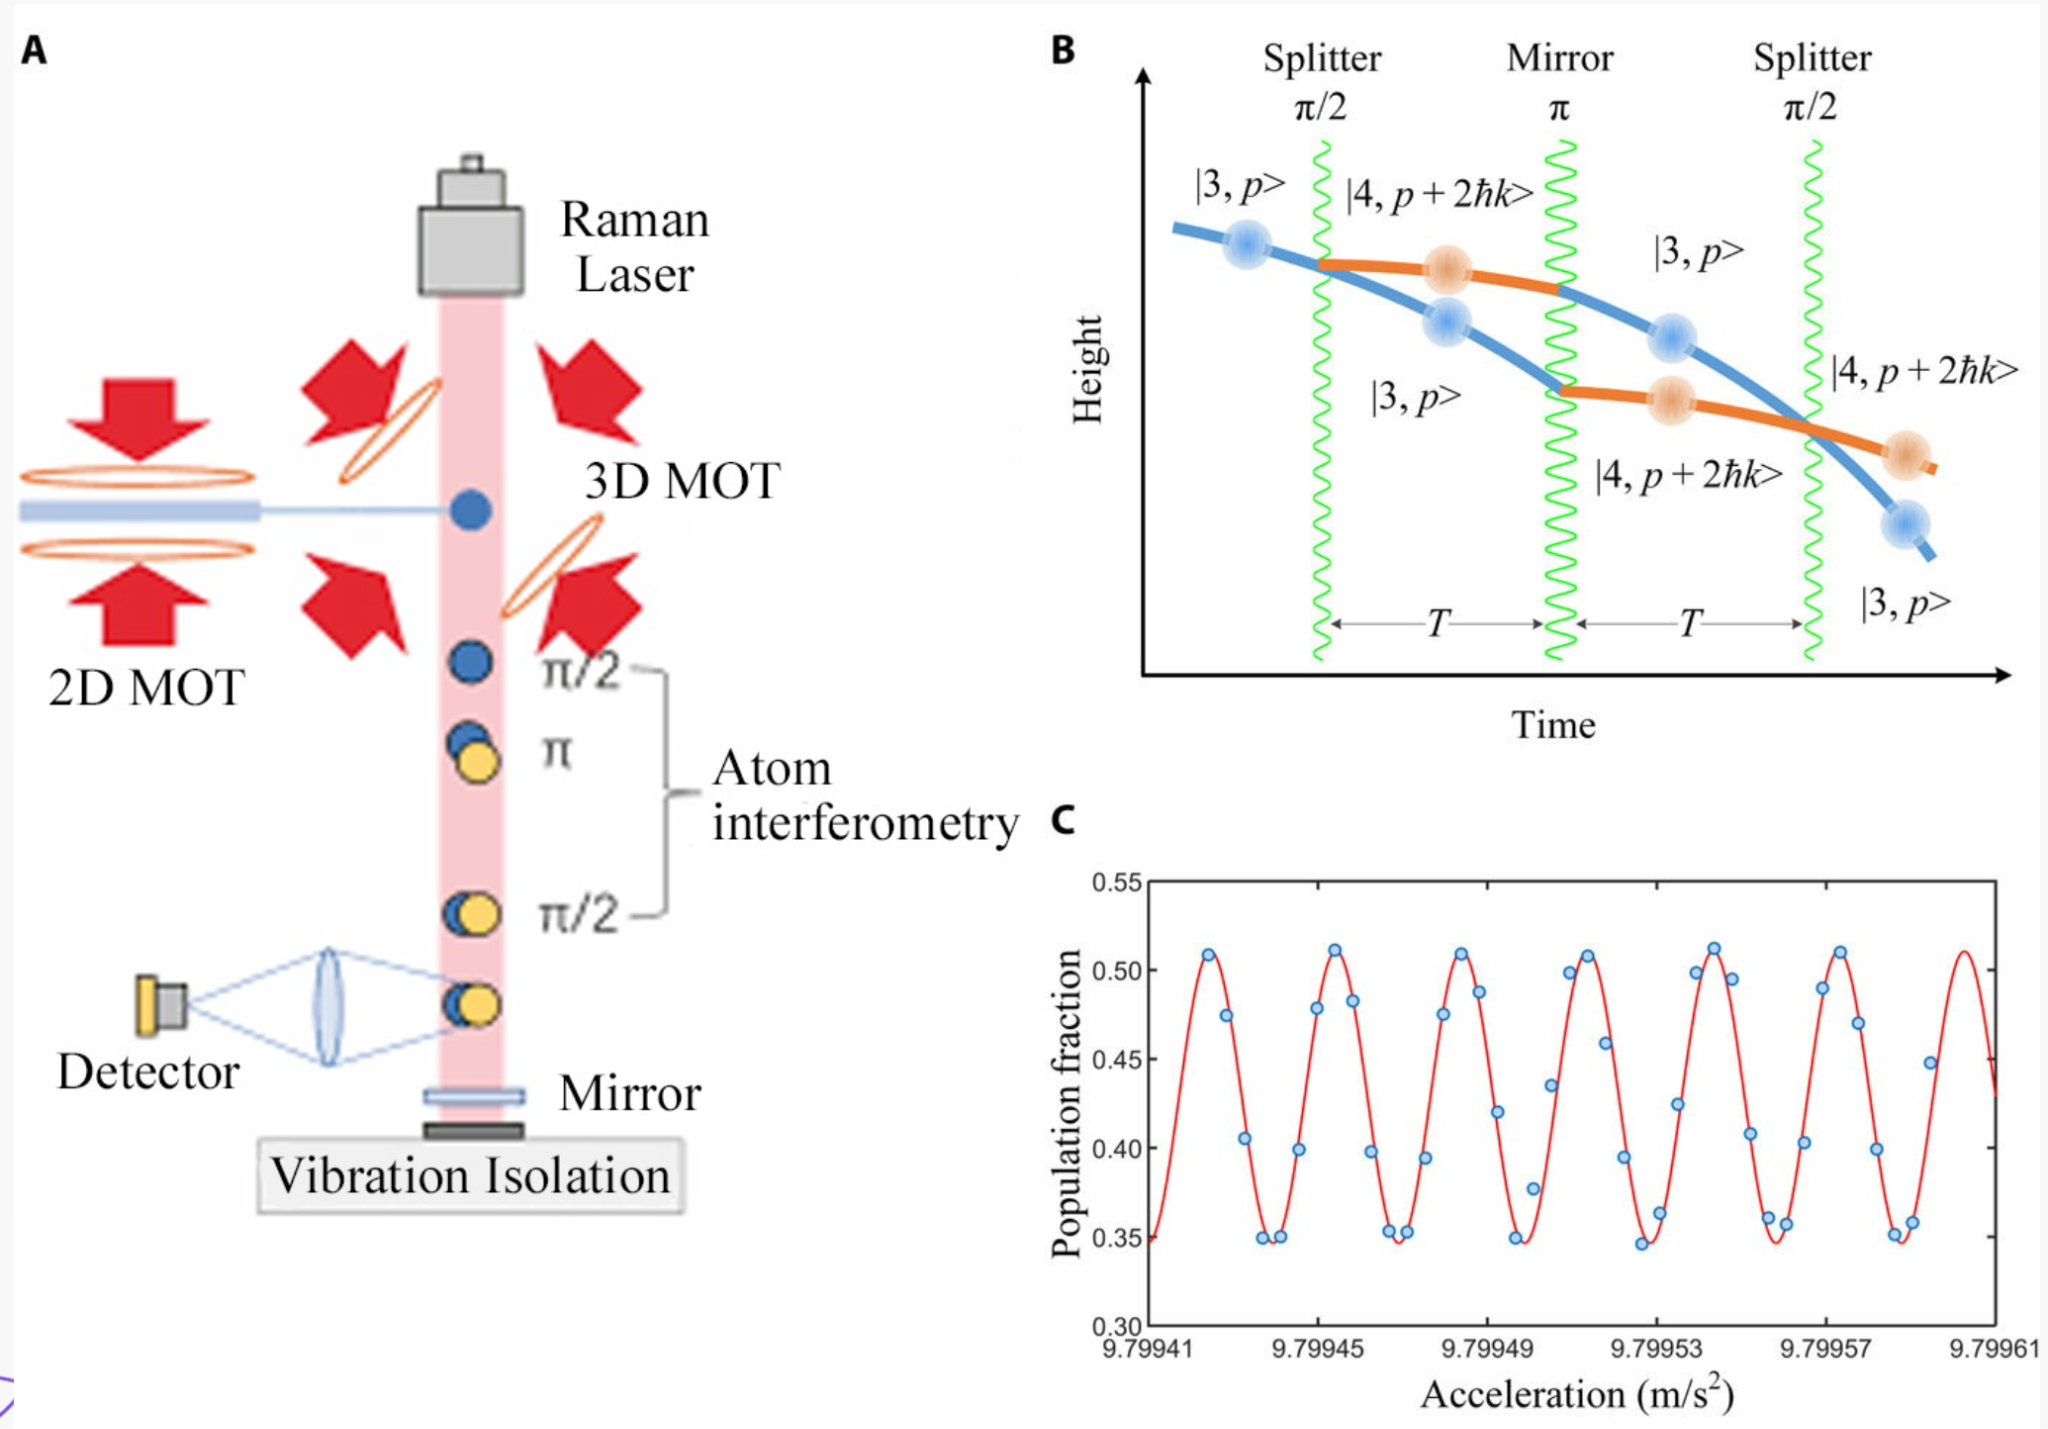 A
Raman
Laser
3D MOT
2D MOT
π/2
π
Atom
interferometry
π/2
Detector
Mirror
Vibration Isolation
B
Splitter
Mirror
Splitter
π/2
π
π/2
|3, p>
|4, p + 2ħk>
|3, p>
|4, p + 2ħk>
|3, p>
|4, p + 2ħk>
|3, p>
T
T
Height
Time
C
0.55
0.50
0.45
0.40
0.35
0.30
Population fraction
9.79941
9.79945
9.79949
9.79953
9.79957
9.79961
Acceleration (m/s²)